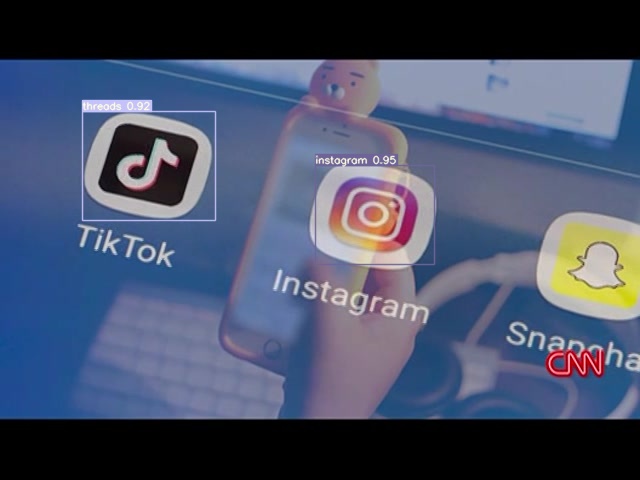 threads 0.92
instagram 0.95
TikTok
Instagram
Snapcha
CNN